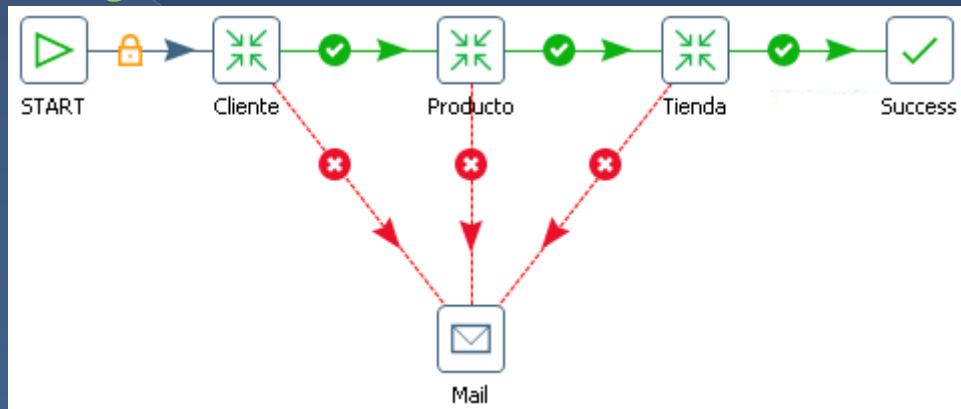 START
Cliente
Producto
Tienda
Success
Mail